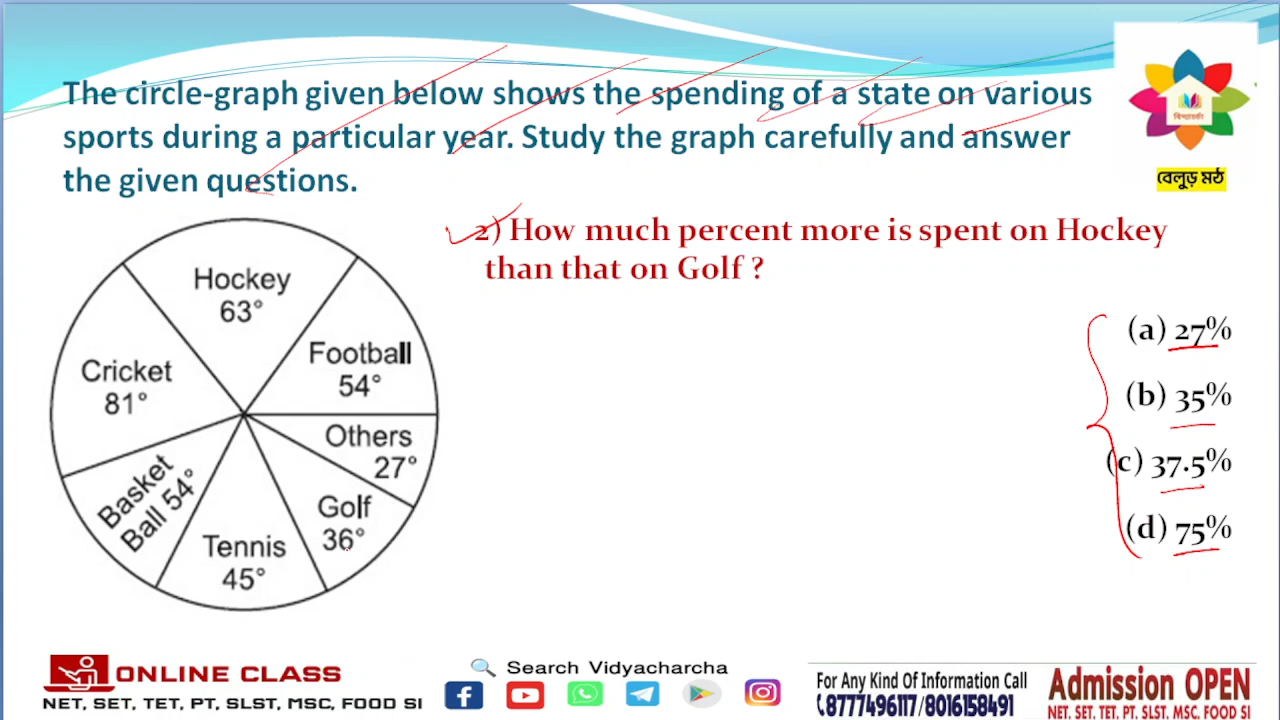 The circle-graph given below shows the spending of a state on various
sports during a particular year. Study the graph carefully and answer
the given questions.
বেলুড় মঠ
2) How much percent more is spent on Hockey
than that on Golf ?
Hockey
63°
Football
54°
Cricket
81°
Others
27°
Basket
Ball 54°
Golf
36°
Tennis
45°
(a) 27%
(b) 35%
(c) 37.5%
(d) 75%
ONLINE CLASS
NET, SET, TET, PT, SLST, MSC, FOOD SI
Search Vidyacharcha
For Any Kind Of Information Call
8777496117/8016158491
Admission OPEN
NET, SET, TET, PT, SLST, MSC, FOOD SI